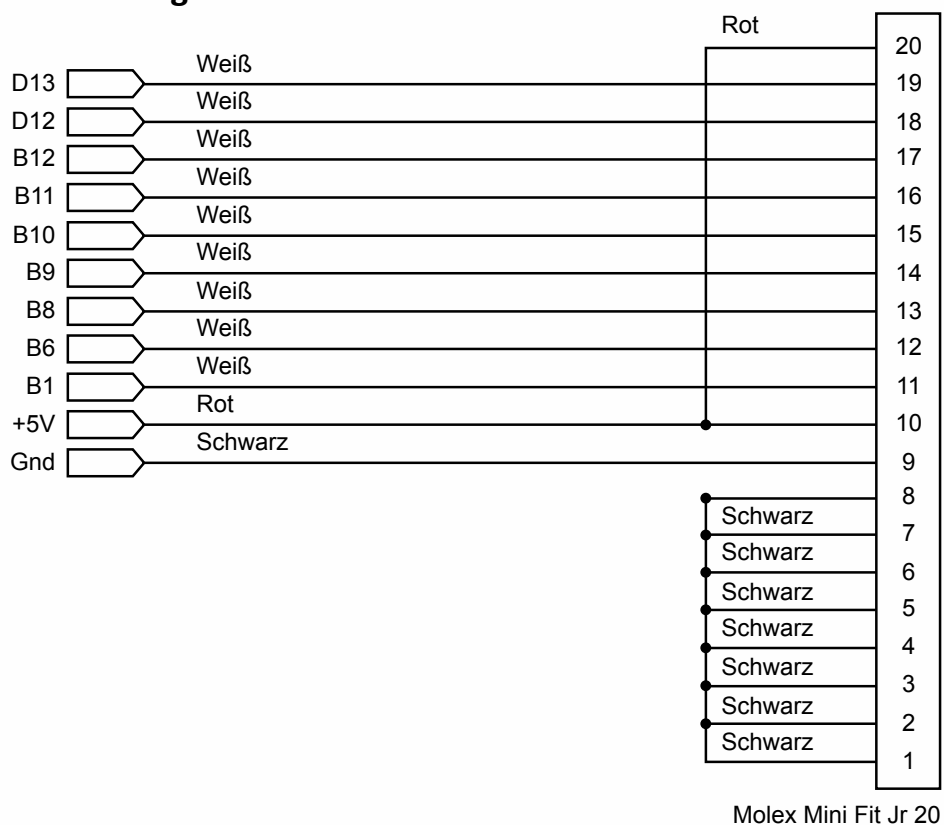 g
Rot
20
Weiß
D13 19
Weiß
D12 18
Weiß
B12 17
Weiß
B11 16
Weiß
B10 15
Weiß
B9 14
Weiß
B8 13
Weiß
B6 12
Weiß
B1 11
Rot
+5V 10
Schwarz
Gnd 9
8
Schwarz
7
Schwarz
6
Schwarz
5
Schwarz
4
Schwarz
3
Schwarz
2
Schwarz
1
Molex Mini Fit Jr 20